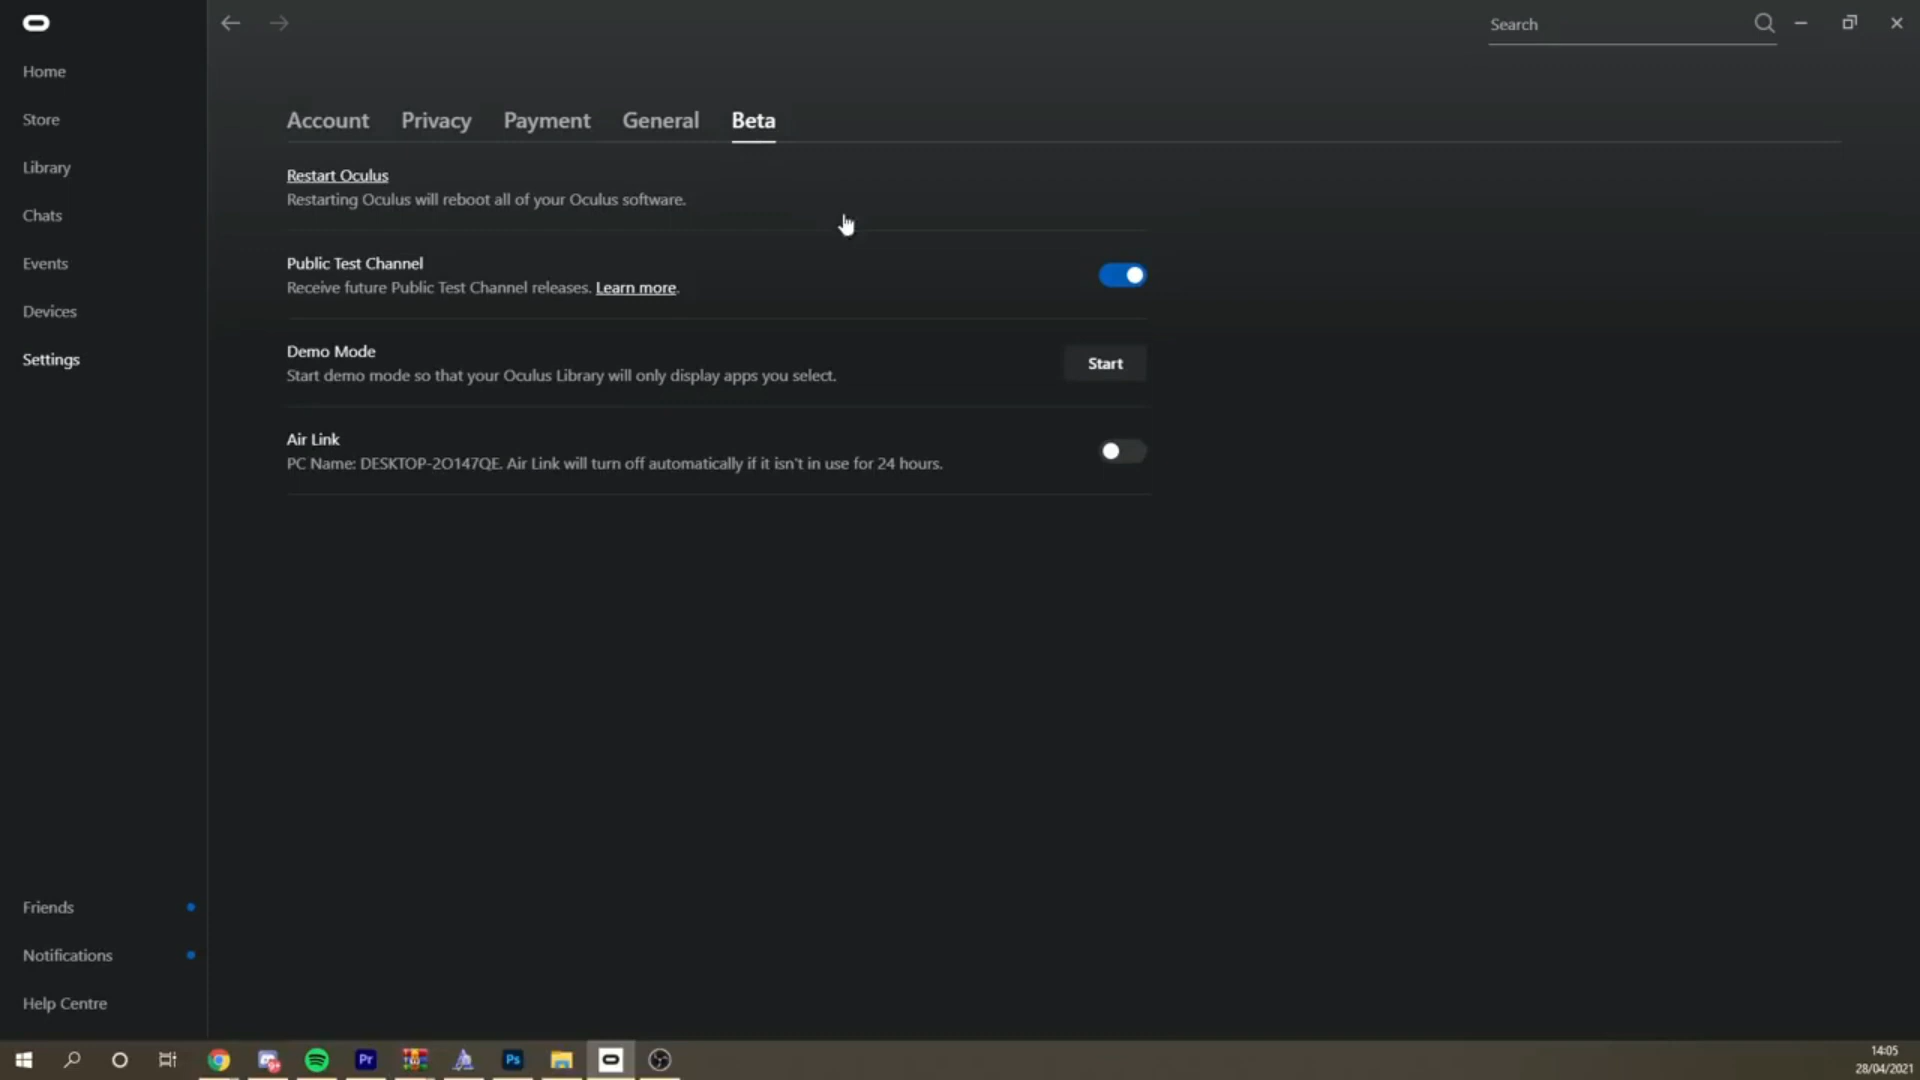 Search
Home
Store
Library
Chats
Events
Devices
Settings
Account Privacy Payment General Beta
Restart Oculus
Restarting Oculus will reboot all of your Oculus software.
Public Test Channel
Receive future Public Test Channel releases. Learn more.
Demo Mode
Start demo mode so that your Oculus Library will only display apps you select.
Start
Air Link
PC Name: DESKTOP-2O147QE. Air Link will turn off automatically if it isn't in use for 24 hours.
Friends
Notifications
Help Centre
Pr
Ps
9+
14:05
28/04/2021